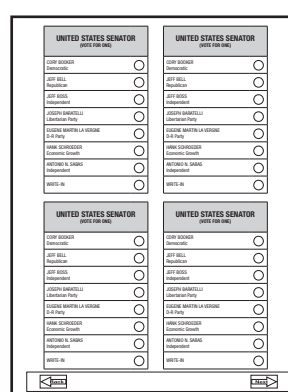 UNITED STATES SENATOR
(VOTE FOR ONE)
CORY BOOKER
Democratic
JEFF BELL
Republican
JEFF BOSS
Independent
JOSEPH BARATELLI
Libertarian Party
EUGENE MARTIN LA VERGNE
D-R Party
HANK SCHROEDER
Economic Growth
ANTONIO N. SABAS
Independent
WRITE-IN
UNITED STATES SENATOR
(VOTE FOR ONE)
CORY BOOKER
Democratic
JEFF BELL
Republican
JEFF BOSS
Independent
JOSEPH BARATELLI
Libertarian Party
EUGENE MARTIN LA VERGNE
D-R Party
HANK SCHROEDER
Economic Growth
ANTONIO N. SABAS
Independent
WRITE-IN
UNITED STATES SENATOR
(VOTE FOR ONE)
CORY BOOKER
Democratic
JEFF BELL
Republican
JEFF BOSS
Independent
JOSEPH BARATELLI
Libertarian Party
EUGENE MARTIN LA VERGNE
D-R Party
HANK SCHROEDER
Economic Growth
ANTONIO N. SABAS
Independent
WRITE-IN
UNITED STATES SENATOR
(VOTE FOR ONE)
CORY BOOKER
Democratic
JEFF BELL
Republican
JEFF BOSS
Independent
JOSEPH BARATELLI
Libertarian Party
EUGENE MARTIN LA VERGNE
D-R Party
HANK SCHROEDER
Economic Growth
ANTONIO N. SABAS
Independent
WRITE-IN
Back
Next